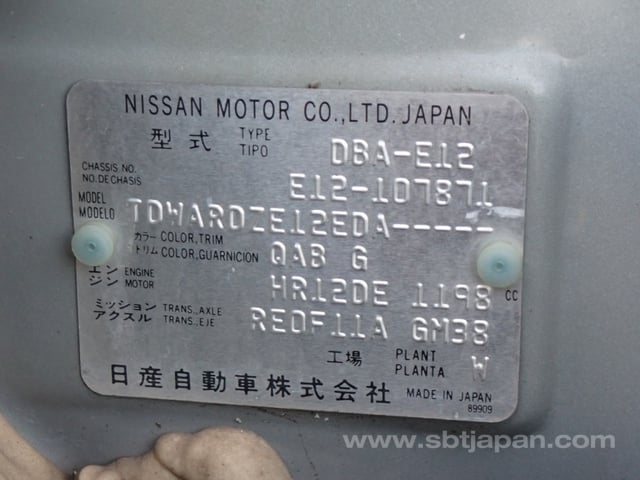 NISSAN MOTOR CO.,LTD. JAPAN
型式 TYPE TIPO DBA-E12
CHASSIS NO. NO. DE CHASIS E12-107871
MODEL MODELO TDWARDZE12EDA-----
カラー COLOR,TRIM トリム COLOR,GUARNICION QAB G
エンジン ENGINE MOTOR HR12DE 1198 CC
ミッション TRANS.,AXLE アクスル TRANS.,EJE RE0F11A GM38
工場 PLANT PLANTA W
日産自動車株式会社 MADE IN JAPAN
89909
www.sbtjapan.com